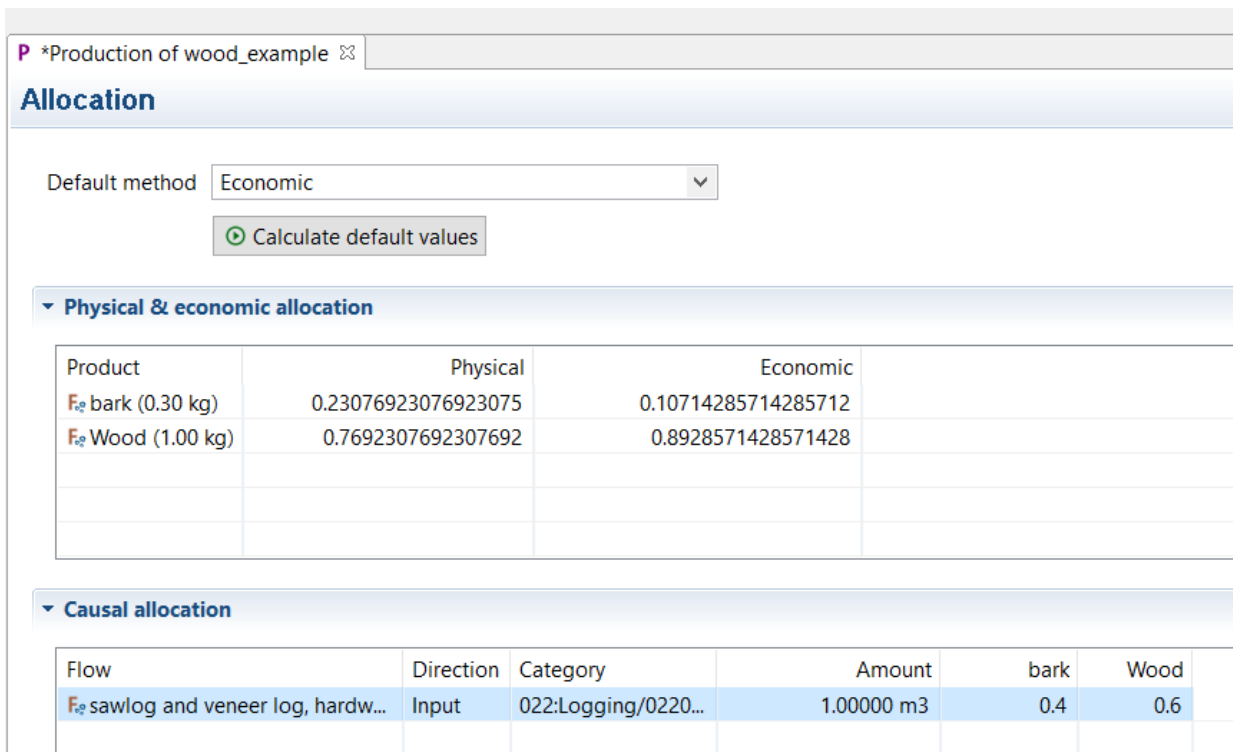 P *Production of wood_example
Allocation
Default method Economic
Calculate default values
Physical & economic allocation
Product Physical Economic
bark (0.30 kg) 0.23076923076923075 0.10714285714285712
Wood (1.00 kg) 0.7692307692307692 0.8928571428571428
Causal allocation
Flow Direction Category Amount bark Wood
sawlog and veneer log, hardw... Input 022:Logging/0220... 1.00000 m3 0.4 0.6